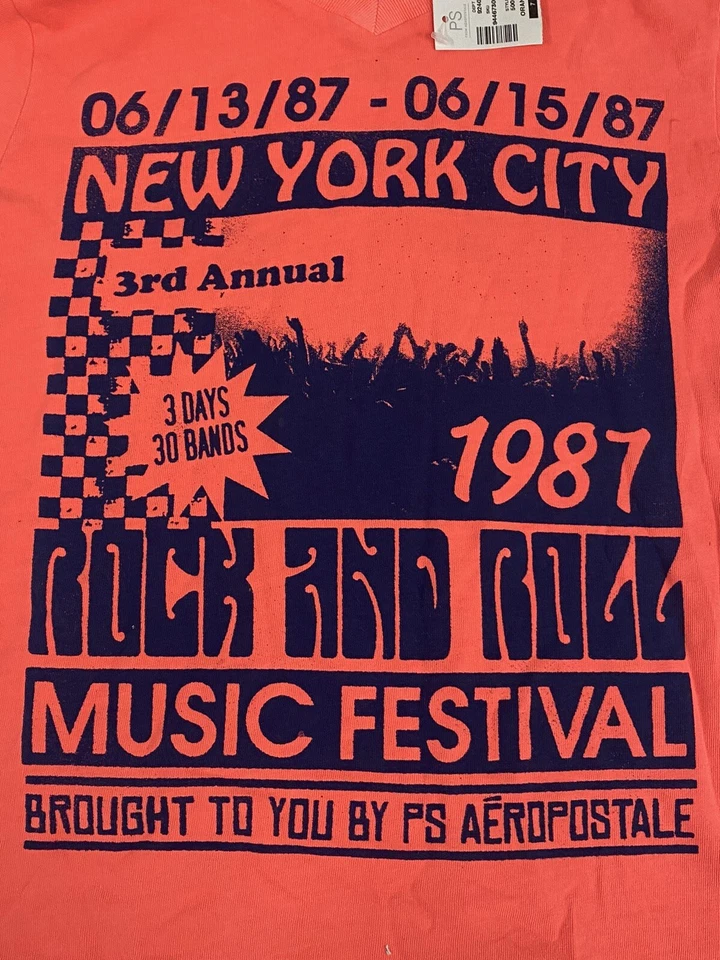 PS
06/13/87 - 06/15/87
NEW YORK CITY
3rd Annual
3 DAYS
30 BANDS
1987
ROCK AND ROLL
MUSIC FESTIVAL
BROUGHT TO YOU BY PS AÉROPOSTALE